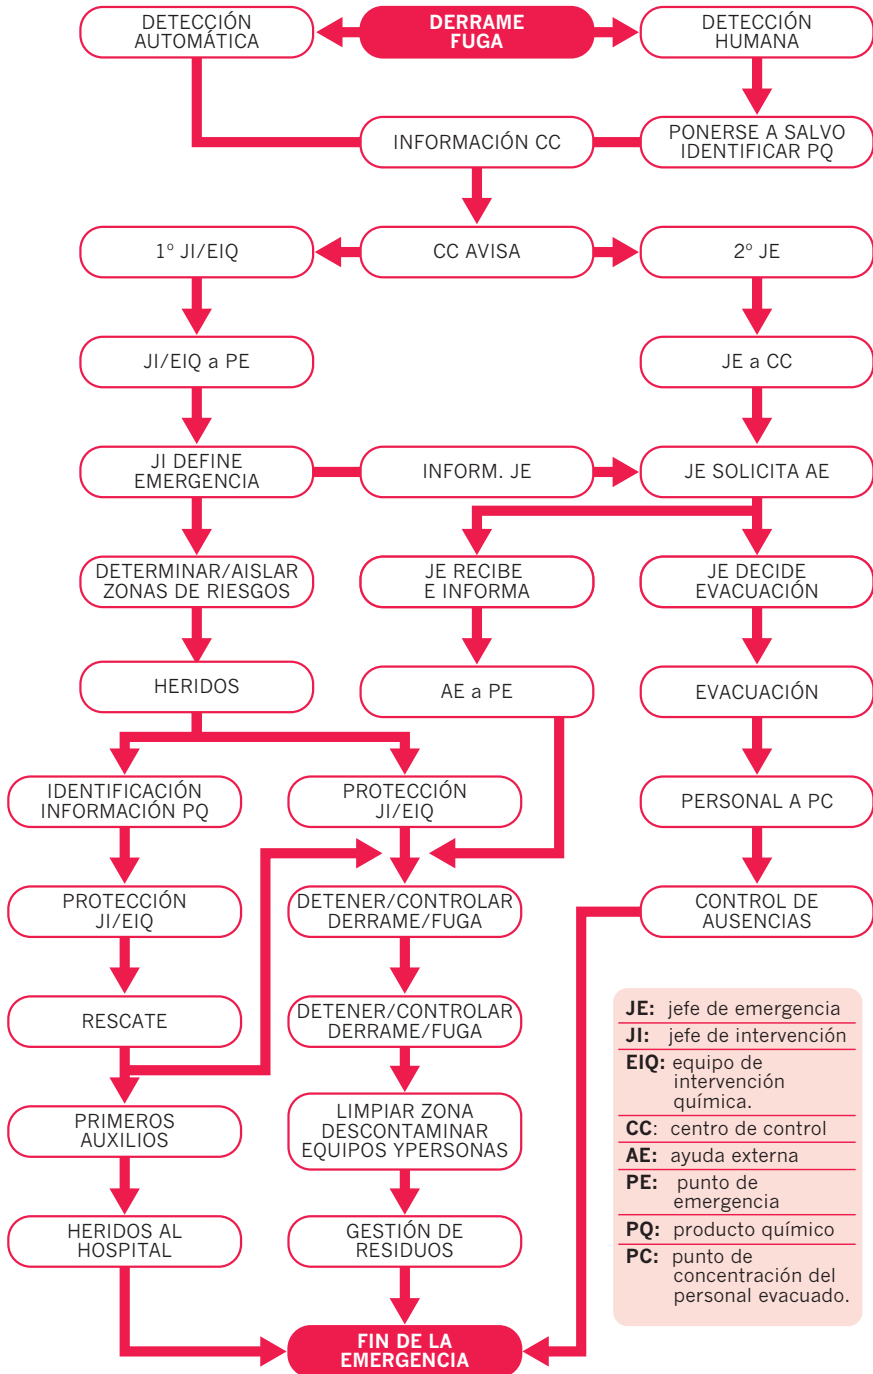 DETECCIÓN
AUTOMÁTICA
DERRAME
FUGA
DETECCIÓN
HUMANA
INFORMACIÓN CC
PONERSE A SALVO
IDENTIFICAR PQ
1º JI/EIQ
CC AVISA
2º JE
JI/EIQ a PE
JE a CC
JI DEFINE
EMERGENCIA
INFORM. JE
JE SOLICITA AE
DETERMINAR/AISLAR
ZONAS DE RIESGOS
JE RECIBE
E INFORMA
JE DECIDE
EVACUACIÓN
HERIDOS
AE a PE
EVACUACIÓN
IDENTIFICACIÓN
INFORMACIÓN PQ
PROTECCIÓN
JI/EIQ
PERSONAL A PC
PROTECCIÓN
JI/EIQ
DETENER/CONTROLAR
DERRAME/FUGA
CONTROL DE
AUSENCIAS
RESCATE
DETENER/CONTROLAR
DERRAME/FUGA
PRIMEROS
AUXILIOS
LIMPIAR ZONA
DESCONTAMINAR
EQUIPOS YPERSONAS
HERIDOS AL
HOSPITAL
GESTIÓN DE
RESIDUOS
FIN DE LA
EMERGENCIA
JE: jefe de emergencia
JI: jefe de intervención
EIQ: equipo de
intervención
química.
CC: centro de control
AE: ayuda externa
PE: punto de
emergencia
PQ: producto químico
PC: punto de
concentración del
personal evacuado.